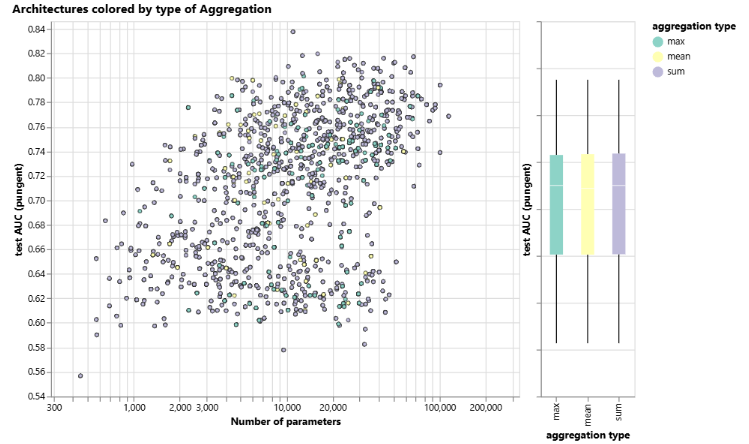 Architectures colored by type of Aggregation
0.84
0.82
0.80
0.78
0.76
0.74
0.72
0.70
0.68
0.66
0.64
0.62
0.60
0.58
0.56
0.54
test AUC (pungent)
300 1,000 2,000 3,000 10,000 20,000 100,000 200,000
Number of parameters
test AUC (pungent)
max mean sum
aggregation type
aggregation type
max
mean
sum